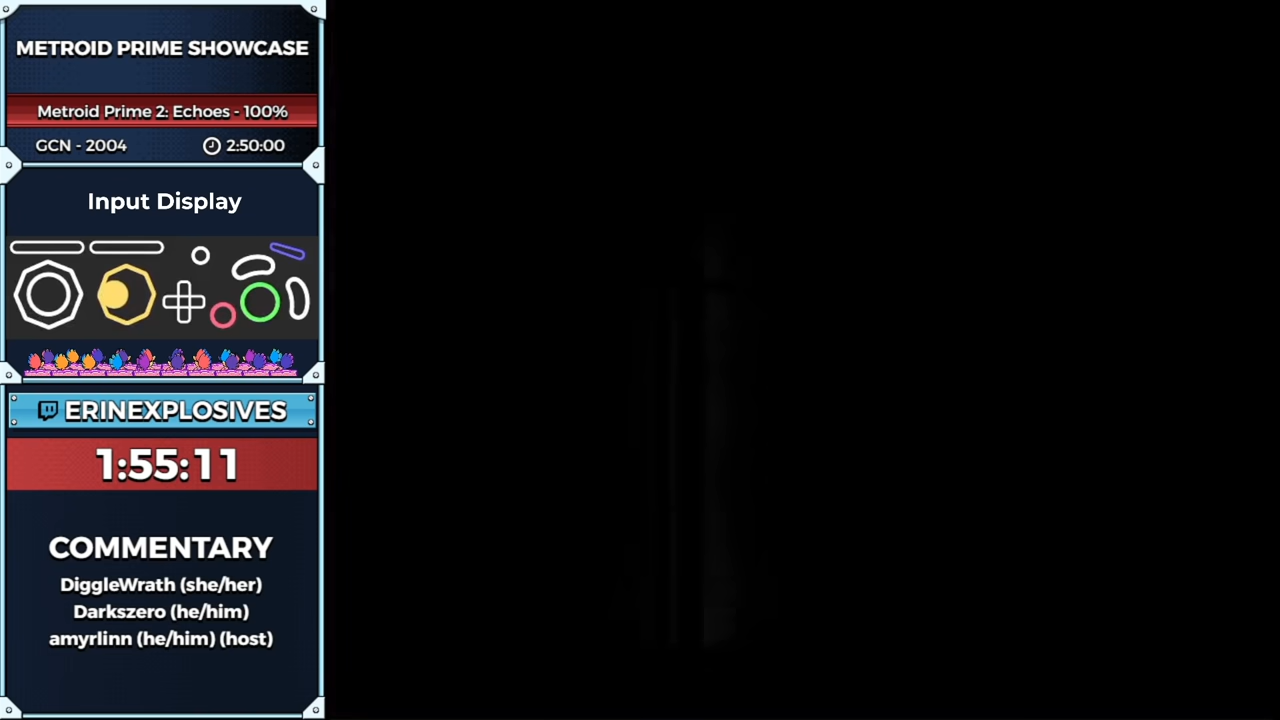 METROID PRIME SHOWCASE
Metroid Prime 2: Echoes - 100%
GCN - 2004 2:50:00
Input Display
ERINEXPLOSIVES
1:55:11
COMMENTARY
DiggleWrath (she/her)
Darkszero (he/him)
amyrlinn (he/him) (host)